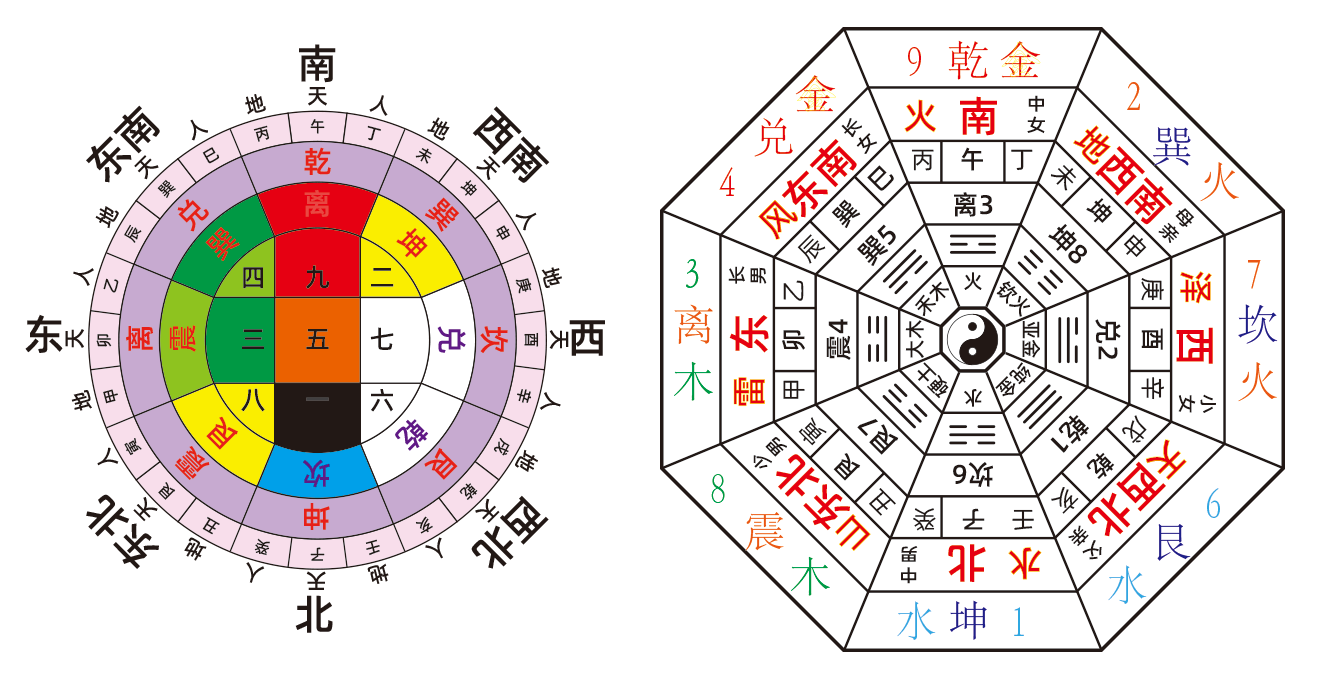 南
天
地 人
人 地
东南 西南
天 天
地 人
人 地
东 天 天 西
地 人
人 地
天 天
东北 西北
地 人
人 地
天
北
丙 午 丁
巳 未
巽 坤
辰 申
乙 庚
卯 酉
甲 辛
寅 戌
艮 乾
丑 亥
癸 子 壬
乾
兑 巽
离 坎
震 艮
坤
离
巽 坤
震 兑
艮 乾
坎
四 九 二
三 五 七
八 一 六
9 乾 金
火 南 中女
丙 午 丁
离3
火
2 巽 火
地西南 母亲
未 坤 申
坤8
钦火
7 坎 火
泽 西 少女
庚 酉 辛
兑2
亚金
6 艮 水
天西北 父亲
戌 乾 亥
乾1
纯金
1 坤 水
水 北 中男
壬 子 癸
坎6
水
8 震 木
山东北 少男
丑 艮 寅
艮7
硬土
3 离 木
雷 东 长男
甲 卯 乙
震4
大木
4 兑 金
风东南 长女
辰 巽 巳
巽5
禾木